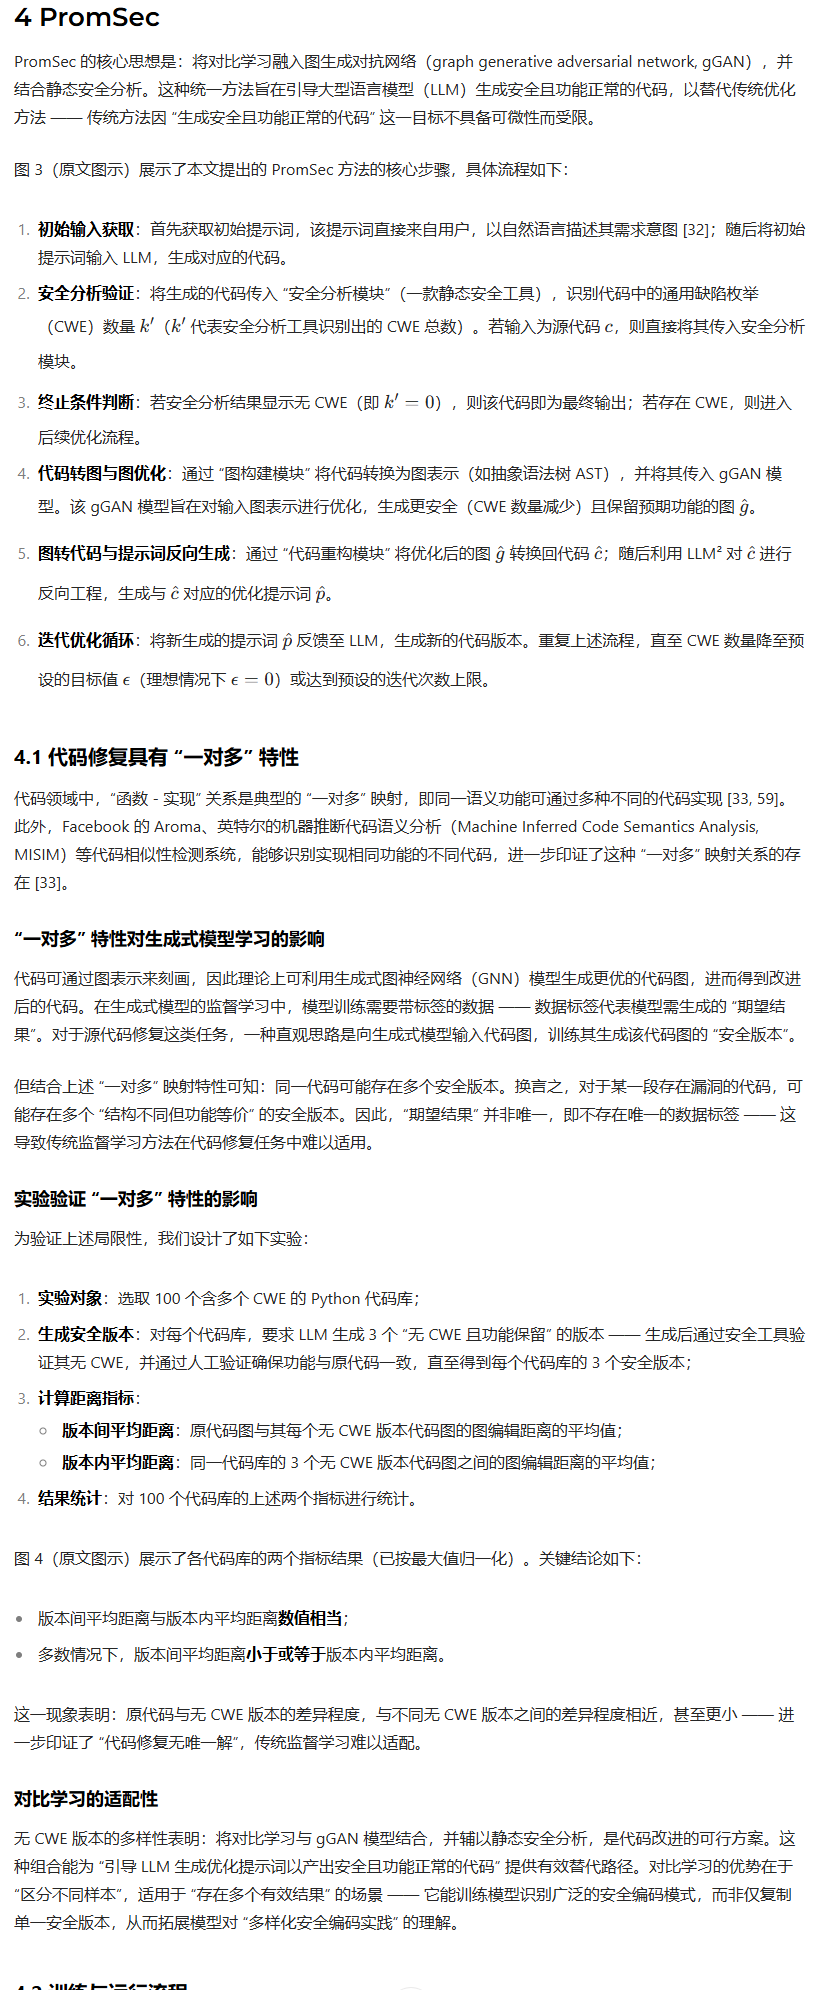 4 PromSec
PromSec 的核心思想是：将对比学习融入图生成对抗网络（graph generative adversarial network, gGAN），并
结合静态安全分析。这种统一方法旨在引导大型语言模型（LLM）生成安全且功能正常的代码，以替代传统优化
方法 —— 传统方法因 “生成安全且功能正常的代码” 这一目标不具备可微性而受限。
图 3（原文图示）展示了本文提出的 PromSec 方法的核心步骤，具体流程如下：
1. 初始输入获取：首先获取初始提示词，该提示词直接来自用户，以自然语言描述其需求意图 [32]；随后将初始
提示词输入 LLM，生成对应的代码。
2. 安全分析验证：将生成的代码传入 “安全分析模块”（一款静态安全工具），识别代码中的通用缺陷枚举
（CWE）数量 k′（k′ 代表安全分析工具识别出的 CWE 总数）。若输入为源代码 c，则直接将其传入安全分析
模块。
3. 终止条件判断：若安全分析结果显示无 CWE（即 k′ = 0），则该代码即为最终输出；若存在 CWE，则进入
后续优化流程。
4. 代码转图与图优化：通过 “图构建模块” 将代码转换为图表示（如抽象语法树 AST），并将其传入 gGAN 模
型。该 gGAN 模型旨在对输入图表示进行优化，生成更安全（CWE 数量减少）且保留预期功能的图 ĝ。
5. 图转代码与提示词反向生成：通过 “代码重构模块” 将优化后的图 ĝ 转换回代码 ĉ；随后利用 LLM² 对 ĉ 进行
反向工程，生成与 ĉ 对应的优化提示词 p̂。
6. 迭代优化循环：将新生成的提示词 p̂ 反馈至 LLM，生成新的代码版本。重复上述流程，直至 CWE 数量降至预
设的目标值 ϵ（理想情况下 ϵ = 0）或达到预设的迭代次数上限。
4.1 代码修复具有 “一对多” 特性
代码领域中，“函数 - 实现” 关系是典型的 “一对多” 映射，即同一语义功能可通过多种不同的代码实现 [33, 59]。
此外，Facebook 的 Aroma、英特尔的机器推断代码语义分析（Machine Inferred Code Semantics Analysis,
MISIM）等代码相似性检测系统，能够识别实现相同功能的不同代码，进一步印证了这种 “一对多” 映射关系的存
在 [33]。
“一对多” 特性对生成式模型学习的影响
代码可通过图表示来刻画，因此理论上可利用生成式图神经网络（GNN）模型生成更优的代码图，进而得到改进
后的代码。在生成式模型的监督学习中，模型训练需要带标签的数据 —— 数据标签代表模型需生成的 “期望结
果”。对于源代码修复这类任务，一种直观思路是向生成式模型输入代码图，训练其生成该代码图的 “安全版本”。
但结合上述 “一对多” 映射特性可知：同一代码可能存在多个安全版本。换言之，对于某一段存在漏洞的代码，可
能存在多个 “结构不同但功能等价” 的安全版本。因此，“期望结果” 并非唯一，即不存在唯一的数据标签 —— 这
导致传统监督学习方法在代码修复任务中难以适用。
实验验证 “一对多” 特性的影响
为验证上述局限性，我们设计了如下实验：
1. 实验对象：选取 100 个含多个 CWE 的 Python 代码库；
2. 生成安全版本：对每个代码库，要求 LLM 生成 3 个 “无 CWE 且功能保留” 的版本 —— 生成后通过安全工具验
证其无 CWE，并通过人工验证确保功能与原代码一致，直至得到每个代码库的 3 个安全版本；
3. 计算距离指标：
○ 版本间平均距离：原代码图与其每个无 CWE 版本代码图的图编辑距离的平均值；
○ 版本内平均距离：同一代码库的 3 个无 CWE 版本代码图之间的图编辑距离的平均值；
4. 结果统计：对 100 个代码库的上述两个指标进行统计。
图 4（原文图示）展示了各代码库的两个指标结果（已按最大值归一化）。关键结论如下：
• 版本间平均距离与版本内平均距离数值相当；
• 多数情况下，版本间平均距离小于或等于版本内平均距离。
这一现象表明：原代码与无 CWE 版本的差异程度，与不同无 CWE 版本之间的差异程度相近，甚至更小 —— 进
一步印证了 “代码修复无唯一解”，传统监督学习难以适配。
对比学习的适配性
无 CWE 版本的多样性表明：将对比学习与 gGAN 模型结合，并辅以静态安全分析，是代码改进的可行方案。这
种组合能为 “引导 LLM 生成优化提示词以产出安全且功能正常的代码” 提供有效替代路径。对比学习的优势在于
“区分不同样本”，适用于 “存在多个有效结果” 的场景 —— 它能训练模型识别广泛的安全编码模式，而非仅复制
单一安全版本，从而拓展模型对 “多样化安全编码实践” 的理解。